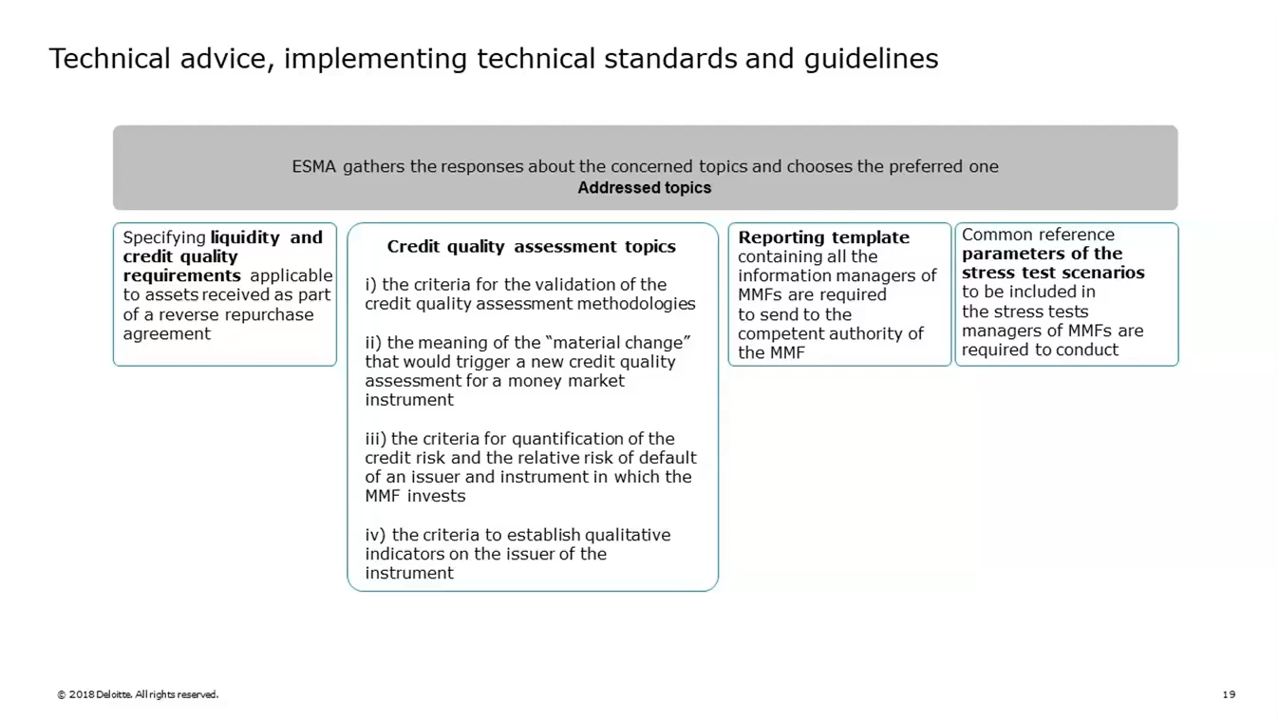 Technical advice, implementing technical standards and guidelines
ESMA gathers the responses about the concerned topics and chooses the preferred one
Addressed topics
Specifying liquidity and
credit quality
requirements applicable
to assets received as part
of a reverse repurchase
agreement
Credit quality assessment topics
i) the criteria for the validation of the
credit quality assessment methodologies
ii) the meaning of the “material change”
that would trigger a new credit quality
assessment for a money market
instrument
iii) the criteria for quantification of the
credit risk and the relative risk of default
of an issuer and instrument in which the
MMF invests
iv) the criteria to establish qualitative
indicators on the issuer of the
instrument
Reporting template
containing all the
information managers of
MMFs are required
to send to the
competent authority of
the MMF
Common reference
parameters of the
stress test scenarios
to be included in
the stress tests
managers of MMFs are
required to conduct
© 2018 Deloitte. All rights reserved.
19